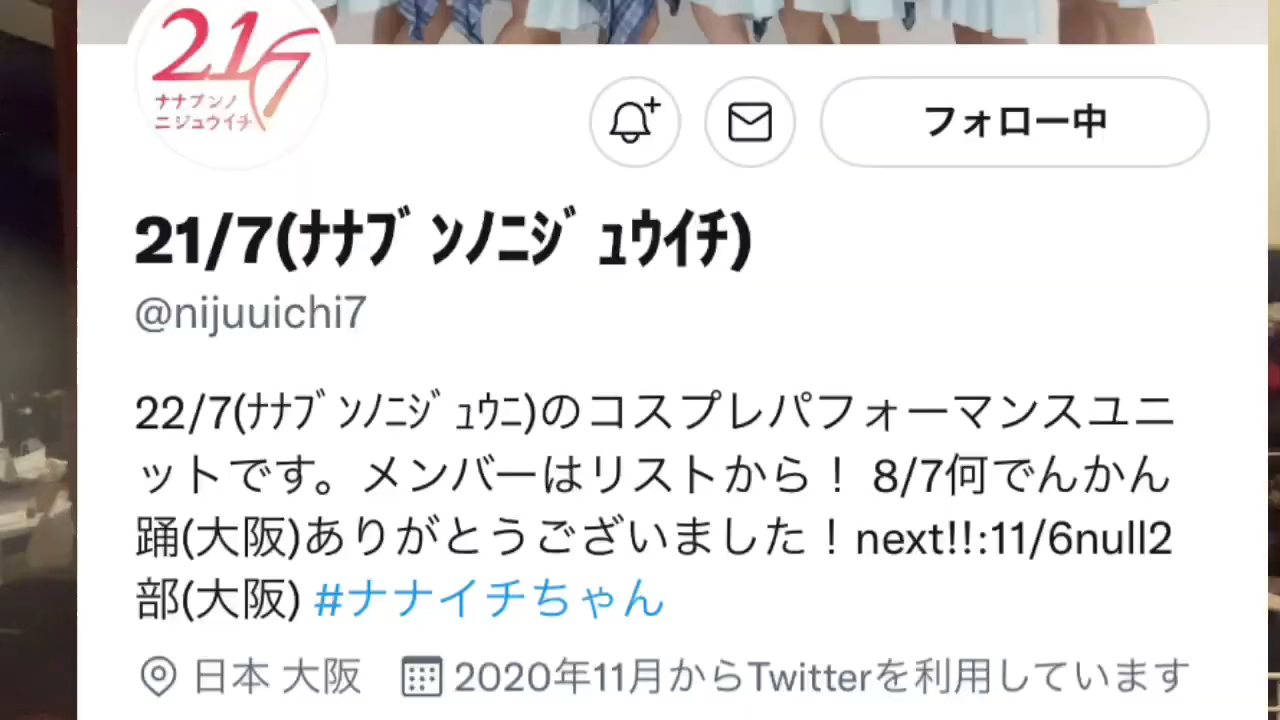 21/7
ナナブンノ
ニジュウイチ
フォロー中
21/7(ﾅﾅﾌﾞﾝﾉﾆｼﾞｭｳｲﾁ)
@nijuuichi7
22/7(ﾅﾅﾌﾞﾝﾉﾆｼﾞｭｳﾆ)のコスプレパフォーマンスユニ
ットです。メンバーはリストから！ 8/7何でんかん
踊(大阪)ありがとうございました！next!!:11/6null2
部(大阪) #ナナイチちゃん
日本 大阪 2020年11月からTwitterを利用しています